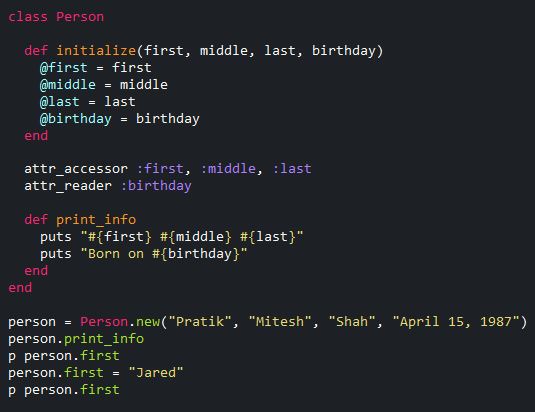 class Person
def initialize(first, middle, last, birthday)
@first = first
@middle = middle
@last = last
@birthday = birthday
end
attr_accessor :first, :middle, :last
attr_reader :birthday
def print_info
puts "#{first} #{middle} #{last}"
puts "Born on #{birthday}"
end
end
person = Person.new("Pratik", "Mitesh", "Shah", "April 15, 1987")
person.print_info
p person.first
person.first = "Jared"
p person.first